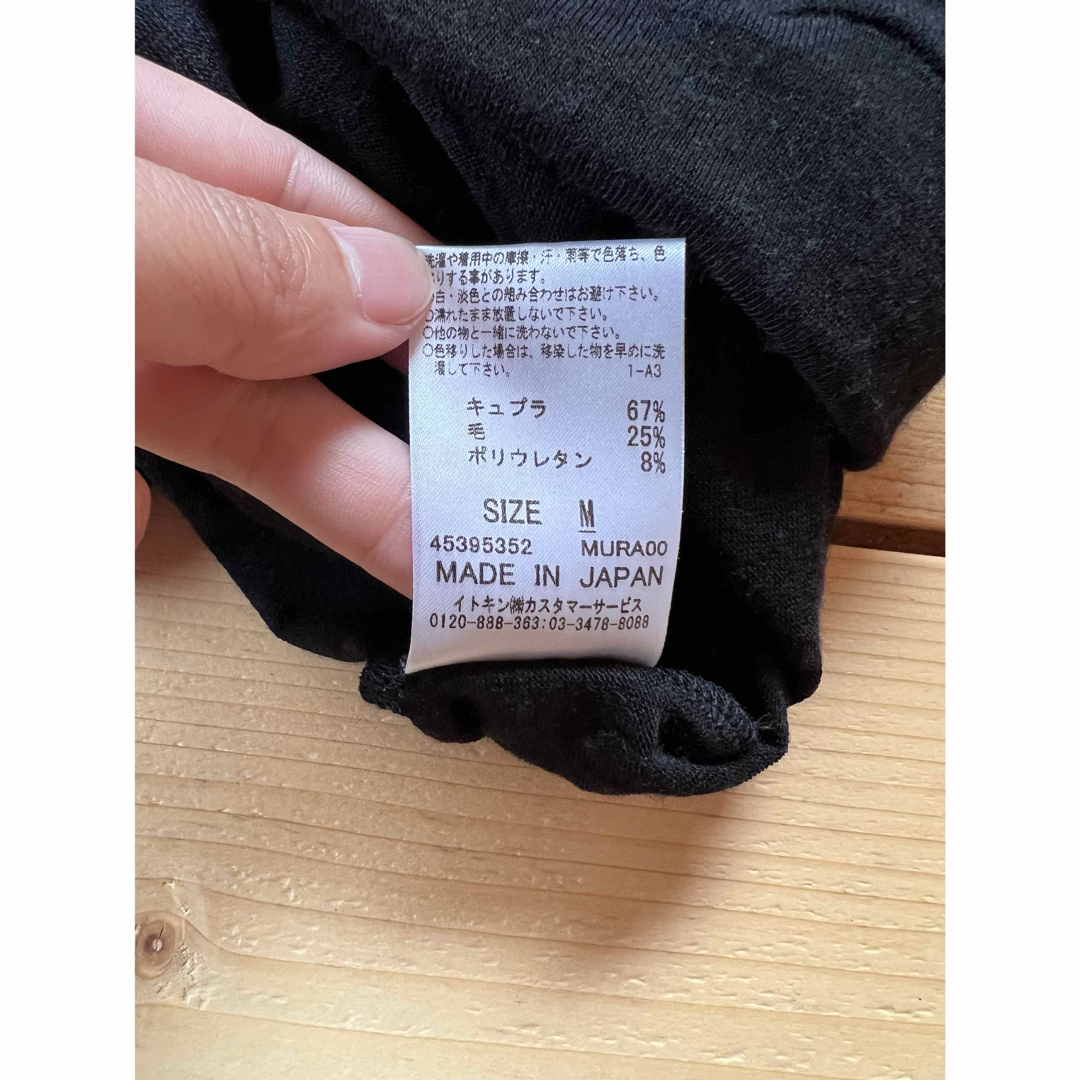 洗濯や着用中の摩擦・汗・雨等で色落ち、色
りする事があります。
白・淡色との組み合わせはお避け下さい。
○濡れたまま放置しないで下さい。
○他の物と一緒に洗わないで下さい。
○色移りした場合は、移染した物を早めに洗
濯して下さい。 1-A3
キュプラ 67%
毛 25%
ポリウレタン 8%
SIZE M
45395352 MURA00
MADE IN JAPAN
イトキン㈱カスタマーサービス
0120-888-363:03-3478-8088